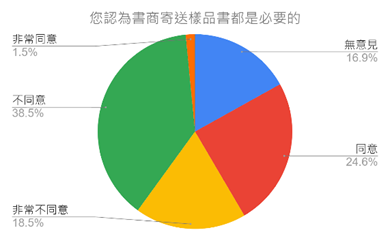 您認為書商寄送樣品書都是必要的
非常同意
1.5%
無意見
16.9%
不同意
38.5%
同意
24.6%
非常不同意
18.5%